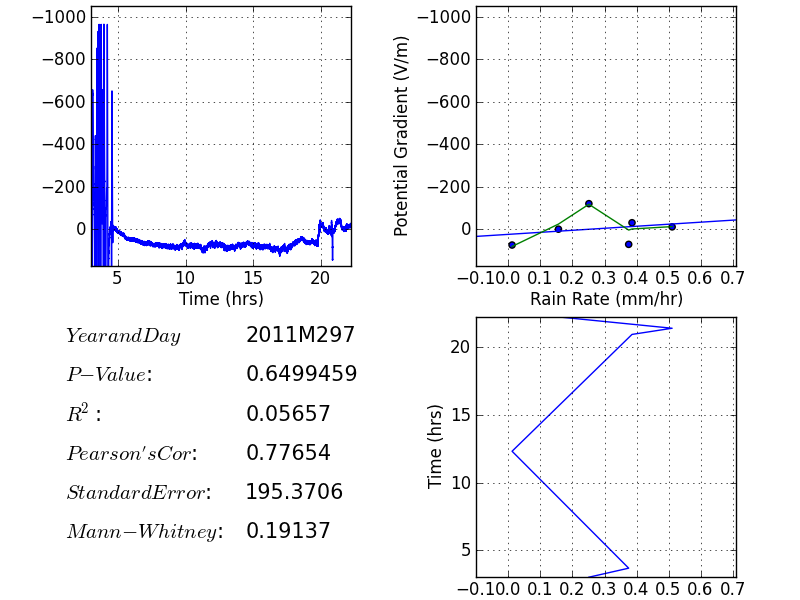 −1000
−800
−600
−400
−200
0
5 10 15 20
Time (hrs)
Potential Gradient (V/m)
−1000
−800
−600
−400
−200
0
−0.1 0.0 0.1 0.2 0.3 0.4 0.5 0.6 0.7
Rain Rate (mm/hr)
YearandDay 2011M297
P−Value: 0.6499459
R²: 0.05657
Pearson'sCor: 0.77654
StandardError: 195.3706
Mann−Whitney: 0.19137
Time (hrs)
20
15
10
5
−0.1 0.0 0.1 0.2 0.3 0.4 0.5 0.6 0.7